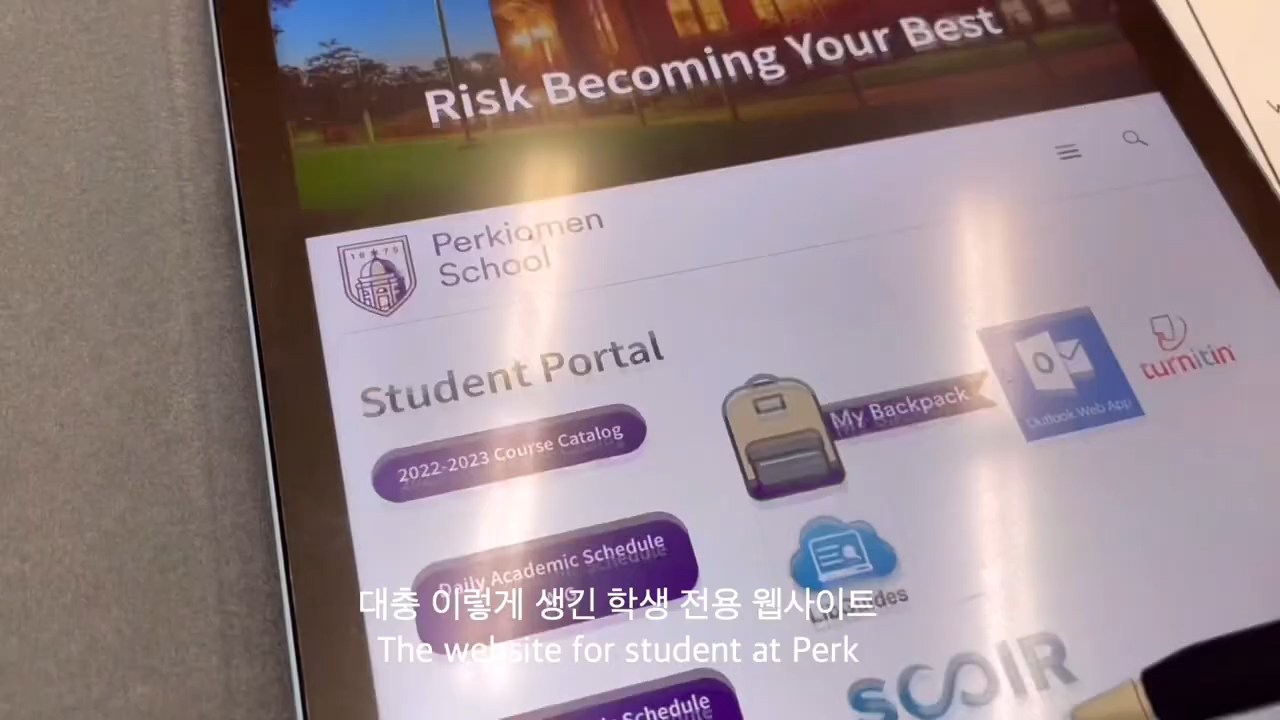 Risk Becoming Your Best
1875
Perkiomen
School
Student Portal
2022-2023 Course Catalog
My Backpack
Outlook Web App
turnitin
Daily Academic Schedule
LibGuides
Schedule
SCOIR
대충 이렇게 생긴 학생 전용 웹사이트
The website for student at Perk